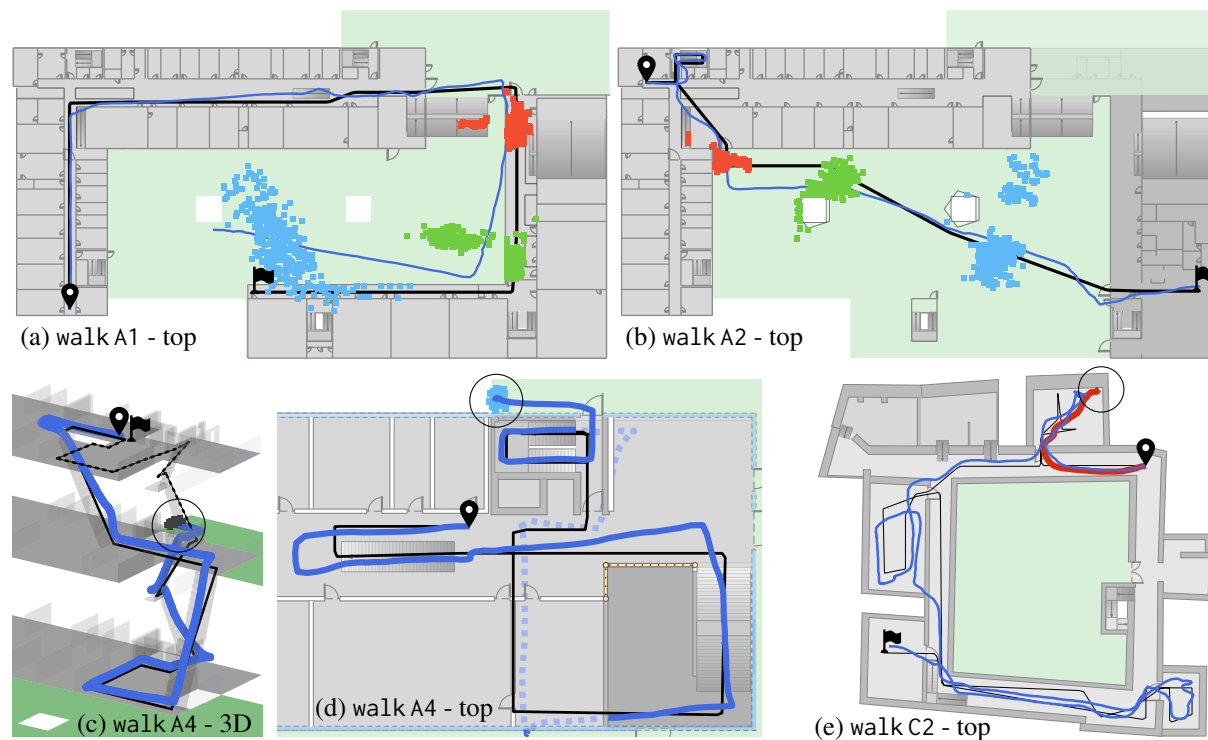 (a) walk A1 - top
(b) walk A2 - top
(c) walk A4 - 3D
(d) walk A4 - top
(e) walk C2 - top